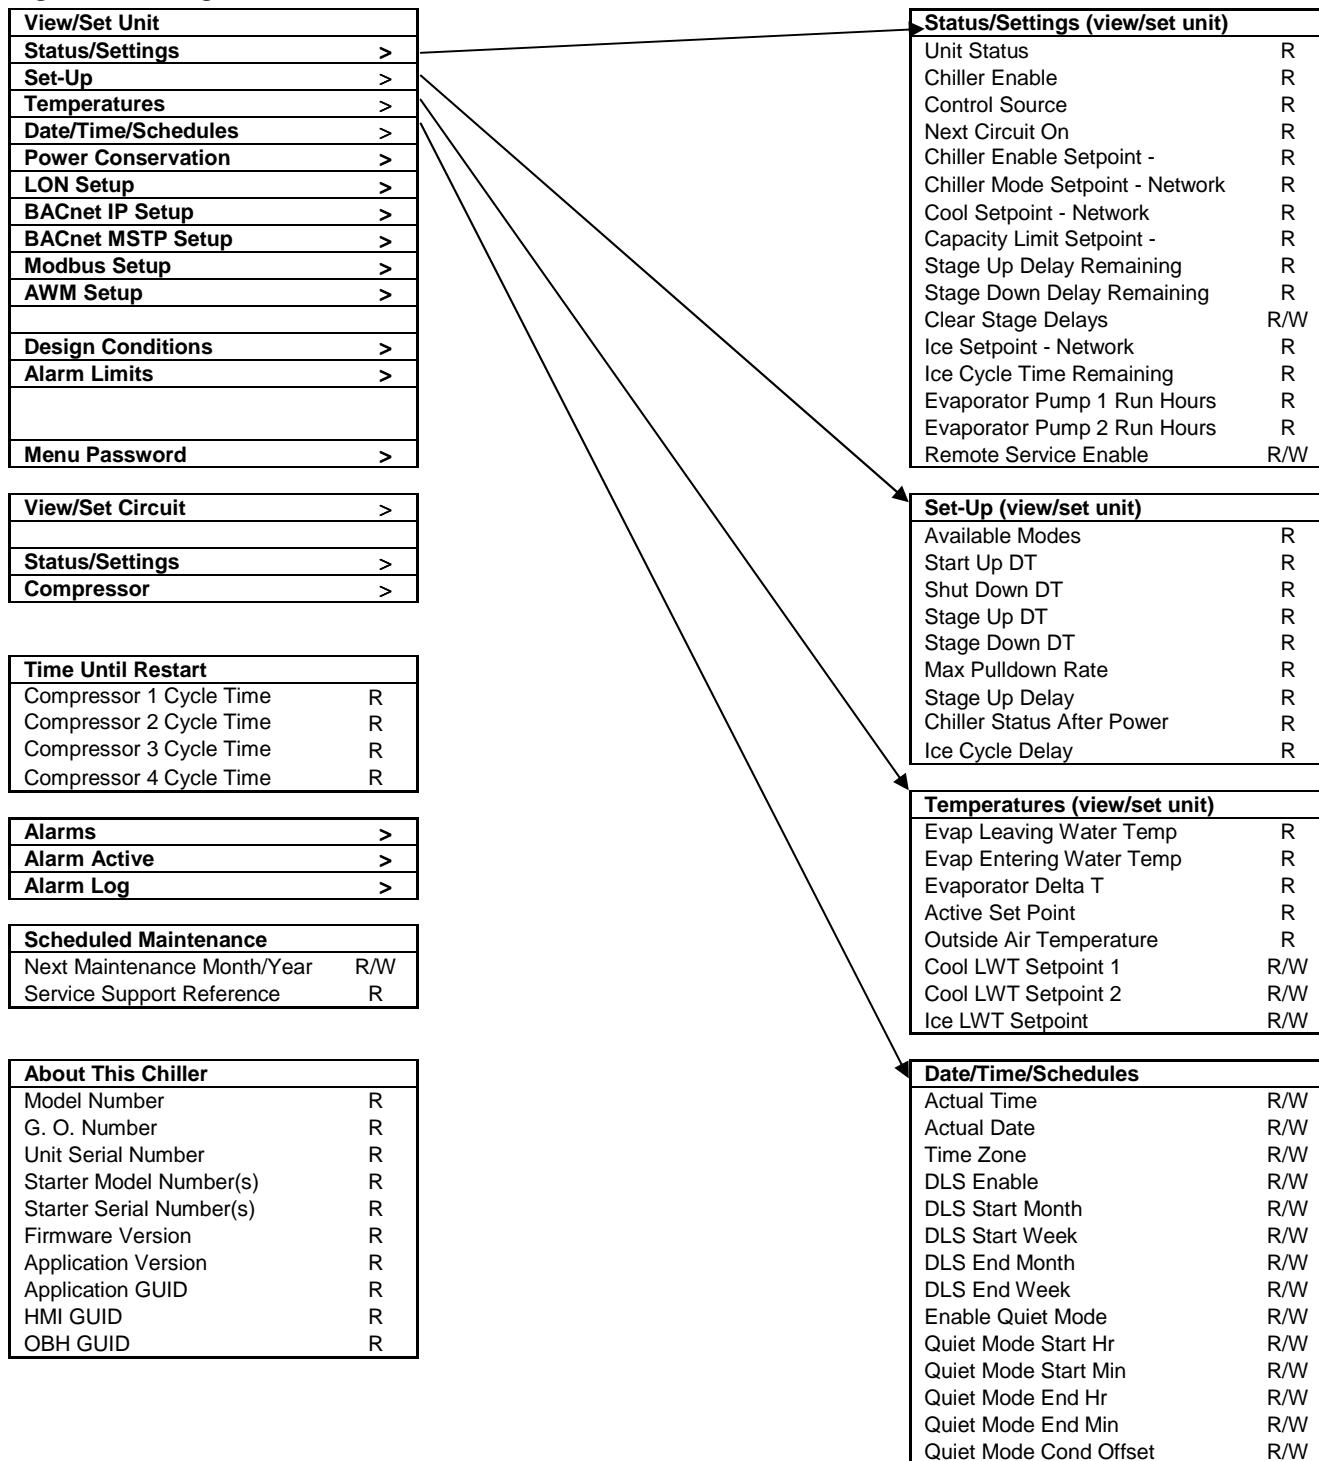 View/Set Unit
Status/Settings >
Set-Up >
Temperatures >
Date/Time/Schedules >
Power Conservation >
LON Setup >
BACnet IP Setup >
BACnet MSTP Setup >
Modbus Setup >
AWM Setup >
Design Conditions >
Alarm Limits >
Menu Password >
View/Set Circuit >
Status/Settings >
Compressor >
Time Until Restart
Compressor 1 Cycle Time R
Compressor 2 Cycle Time R
Compressor 3 Cycle Time R
Compressor 4 Cycle Time R
Alarms >
Alarm Active >
Alarm Log >
Scheduled Maintenance
Next Maintenance Month/Year R/W
Service Support Reference R
About This Chiller
Model Number R
G. O. Number R
Unit Serial Number R
Starter Model Number(s) R
Starter Serial Number(s) R
Firmware Version R
Application Version R
Application GUID R
HMI GUID R
OBH GUID R
Status/Settings (view/set unit)
Unit Status R
Chiller Enable R
Control Source R
Next Circuit On R
Chiller Enable Setpoint - R
Chiller Mode Setpoint - Network R
Cool Setpoint - Network R
Capacity Limit Setpoint - R
Stage Up Delay Remaining R
Stage Down Delay Remaining R
Clear Stage Delays R/W
Ice Setpoint - Network R
Ice Cycle Time Remaining R
Evaporator Pump 1 Run Hours R
Evaporator Pump 2 Run Hours R
Remote Service Enable R/W
Set-Up (view/set unit)
Available Modes R
Start Up DT R
Shut Down DT R
Stage Up DT R
Stage Down DT R
Max Pulldown Rate R
Stage Up Delay R
Chiller Status After Power R
Ice Cycle Delay R
Temperatures (view/set unit)
Evap Leaving Water Temp R
Evap Entering Water Temp R
Evaporator Delta T R
Active Set Point R
Outside Air Temperature R
Cool LWT Setpoint 1 R/W
Cool LWT Setpoint 2 R/W
Ice LWT Setpoint R/W
Date/Time/Schedules
Actual Time R/W
Actual Date R/W
Time Zone R/W
DLS Enable R/W
DLS Start Month R/W
DLS Start Week R/W
DLS End Month R/W
DLS End Week R/W
Enable Quiet Mode R/W
Quiet Mode Start Hr R/W
Quiet Mode Start Min R/W
Quiet Mode End Hr R/W
Quiet Mode End Min R/W
Quiet Mode Cond Offset R/W